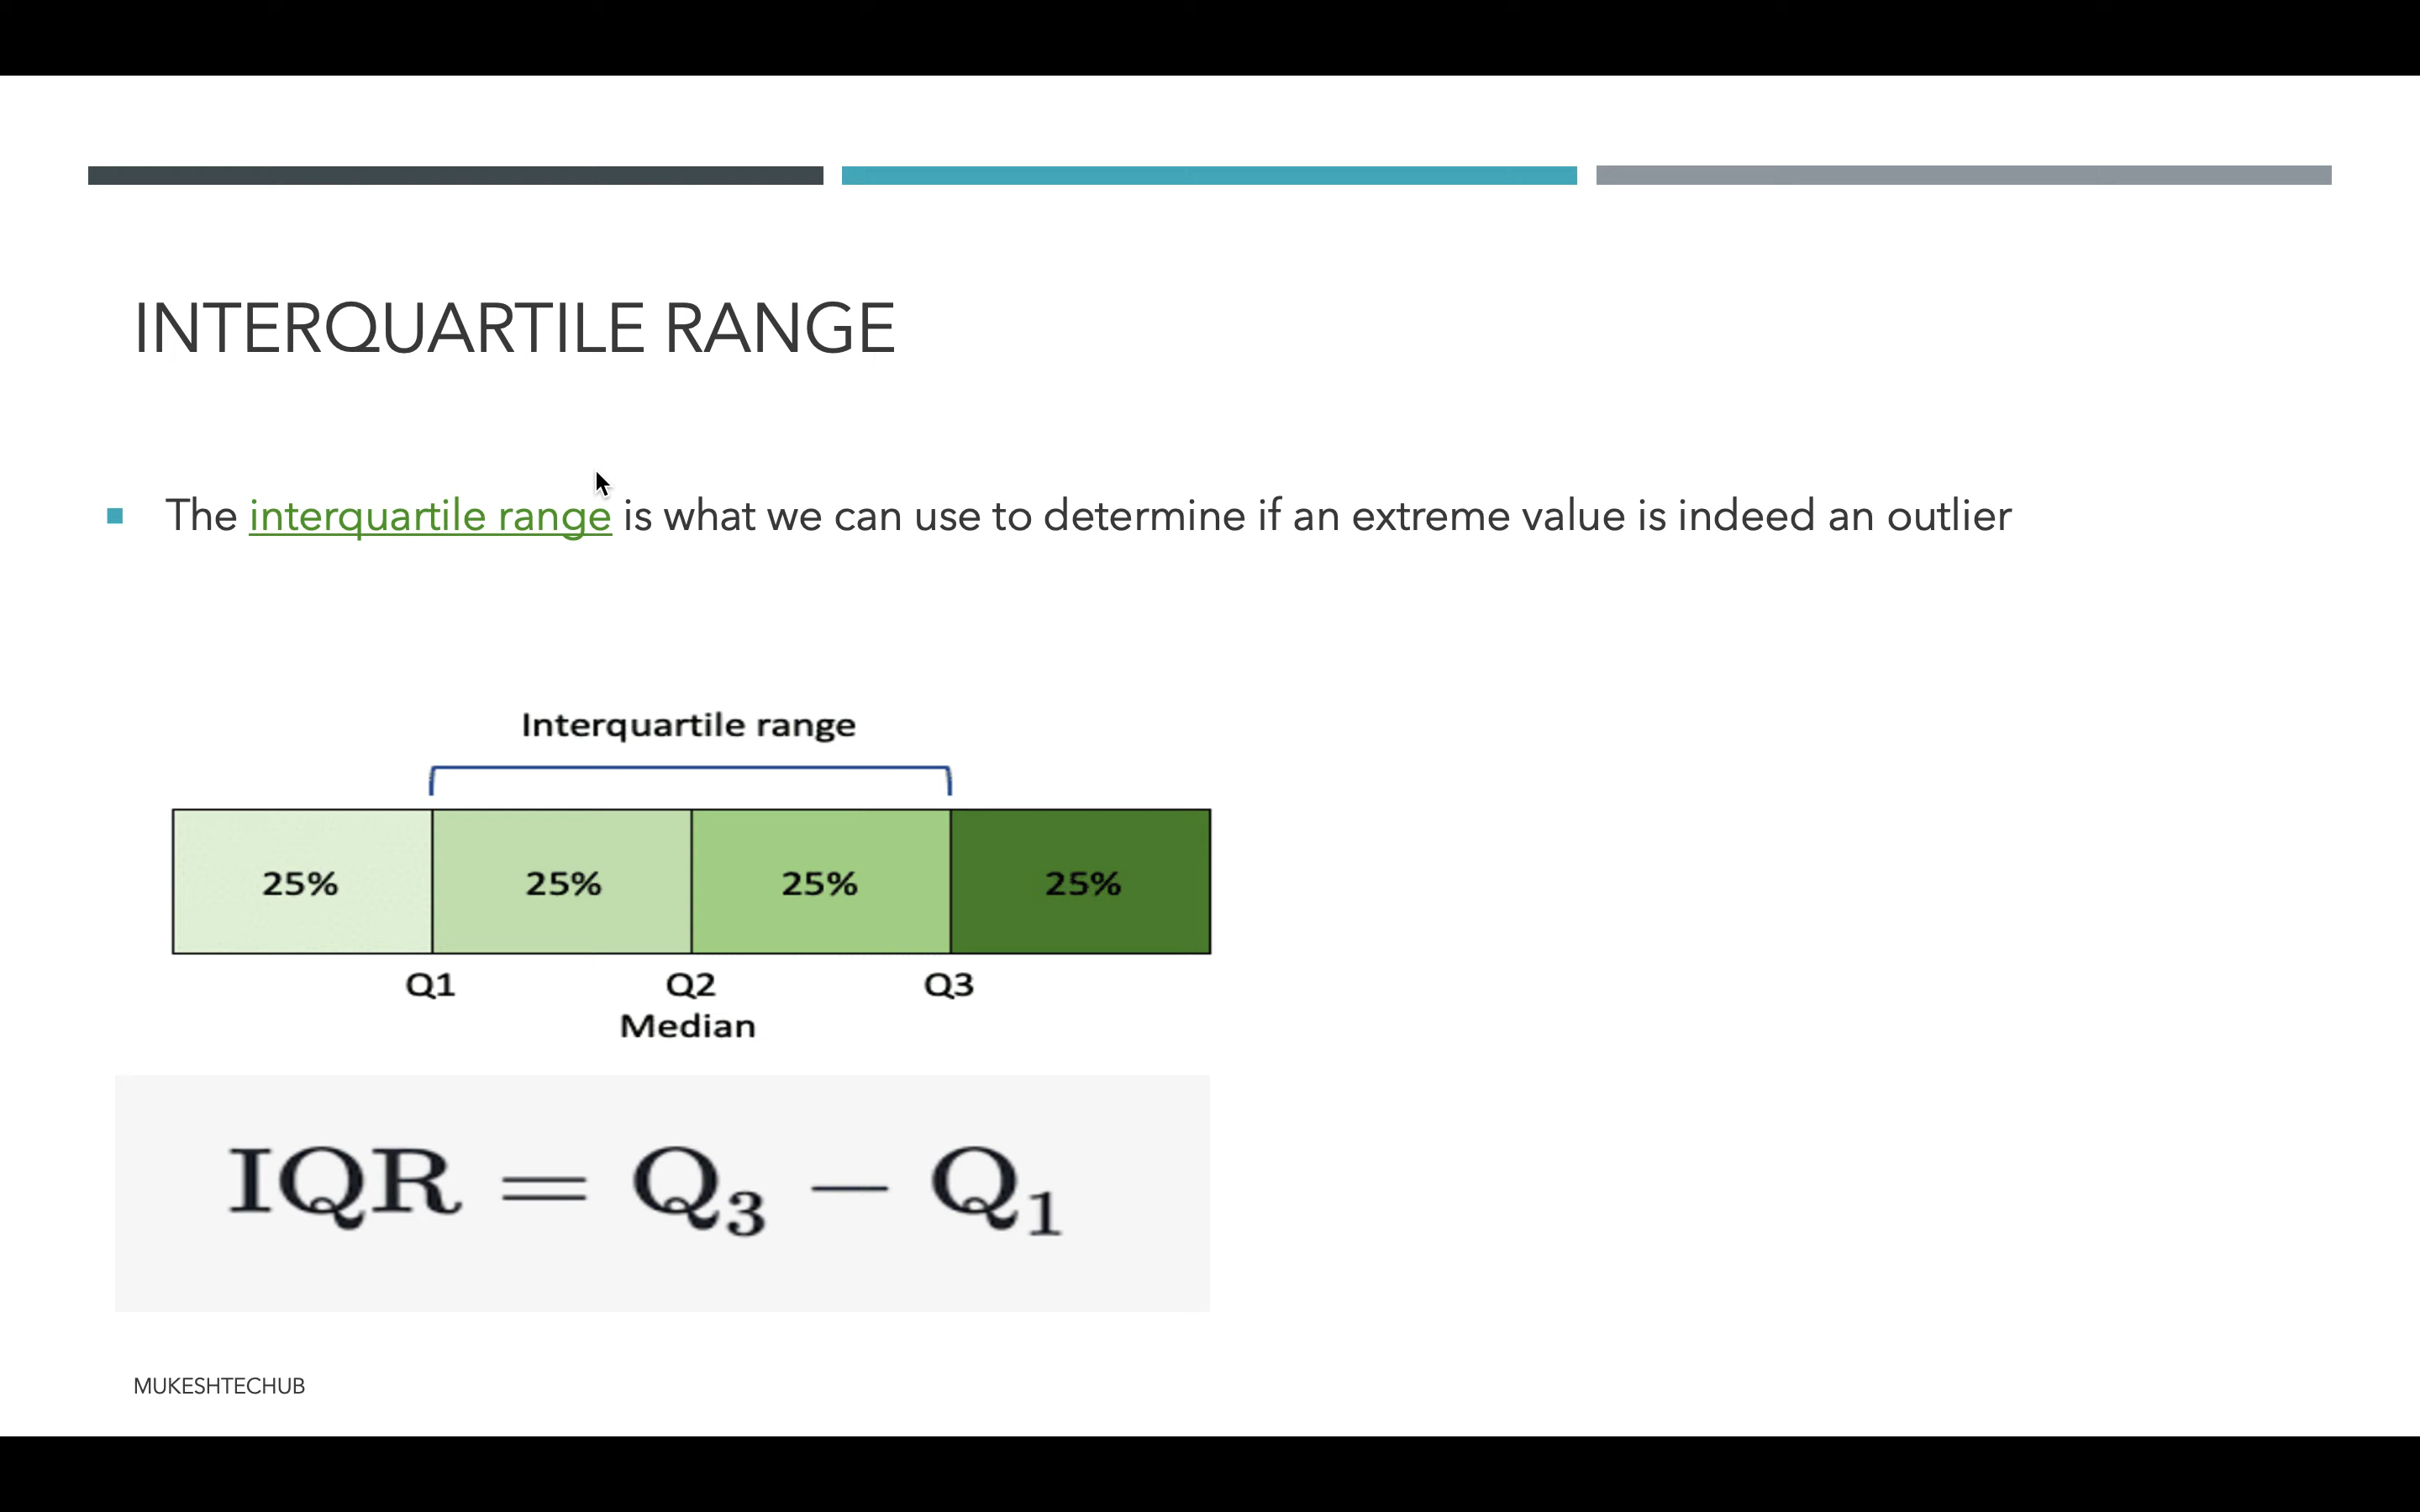 INTERQUARTILE RANGE
The interquartile range is what we can use to determine if an extreme value is indeed an outlier
Interquartile range
25% 25% 25% 25%
Q1 Q2 Q3
Median
IQR = Q₃ − Q₁
MUKESHTECHUB